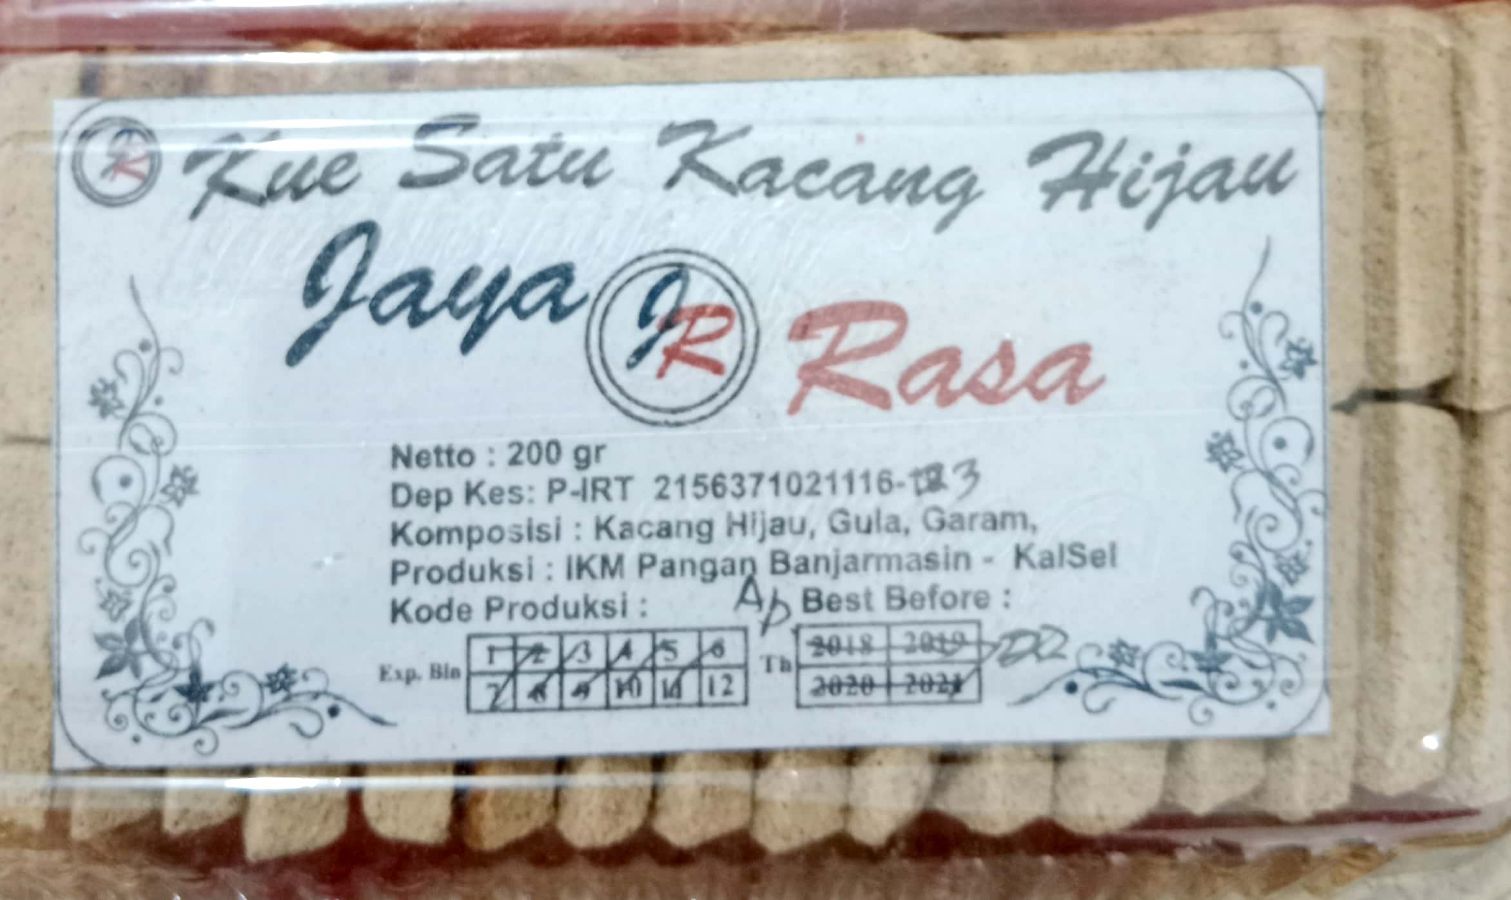 JR Kue Satu Kacang Hijau
Jaya JR Rasa
Netto : 200 gr
Dep Kes: P-IRT 2156371021116-
Komposisi : Kacang Hijau, Gula, Garam,
Produksi : IKM Pangan Banjarmasin - KalSel
Kode Produksi : Ap Best Before :
Exp. Bln 1 2 3 4 5 6 Th 2018 2019
7 8 9 10 11 12 2020 2021